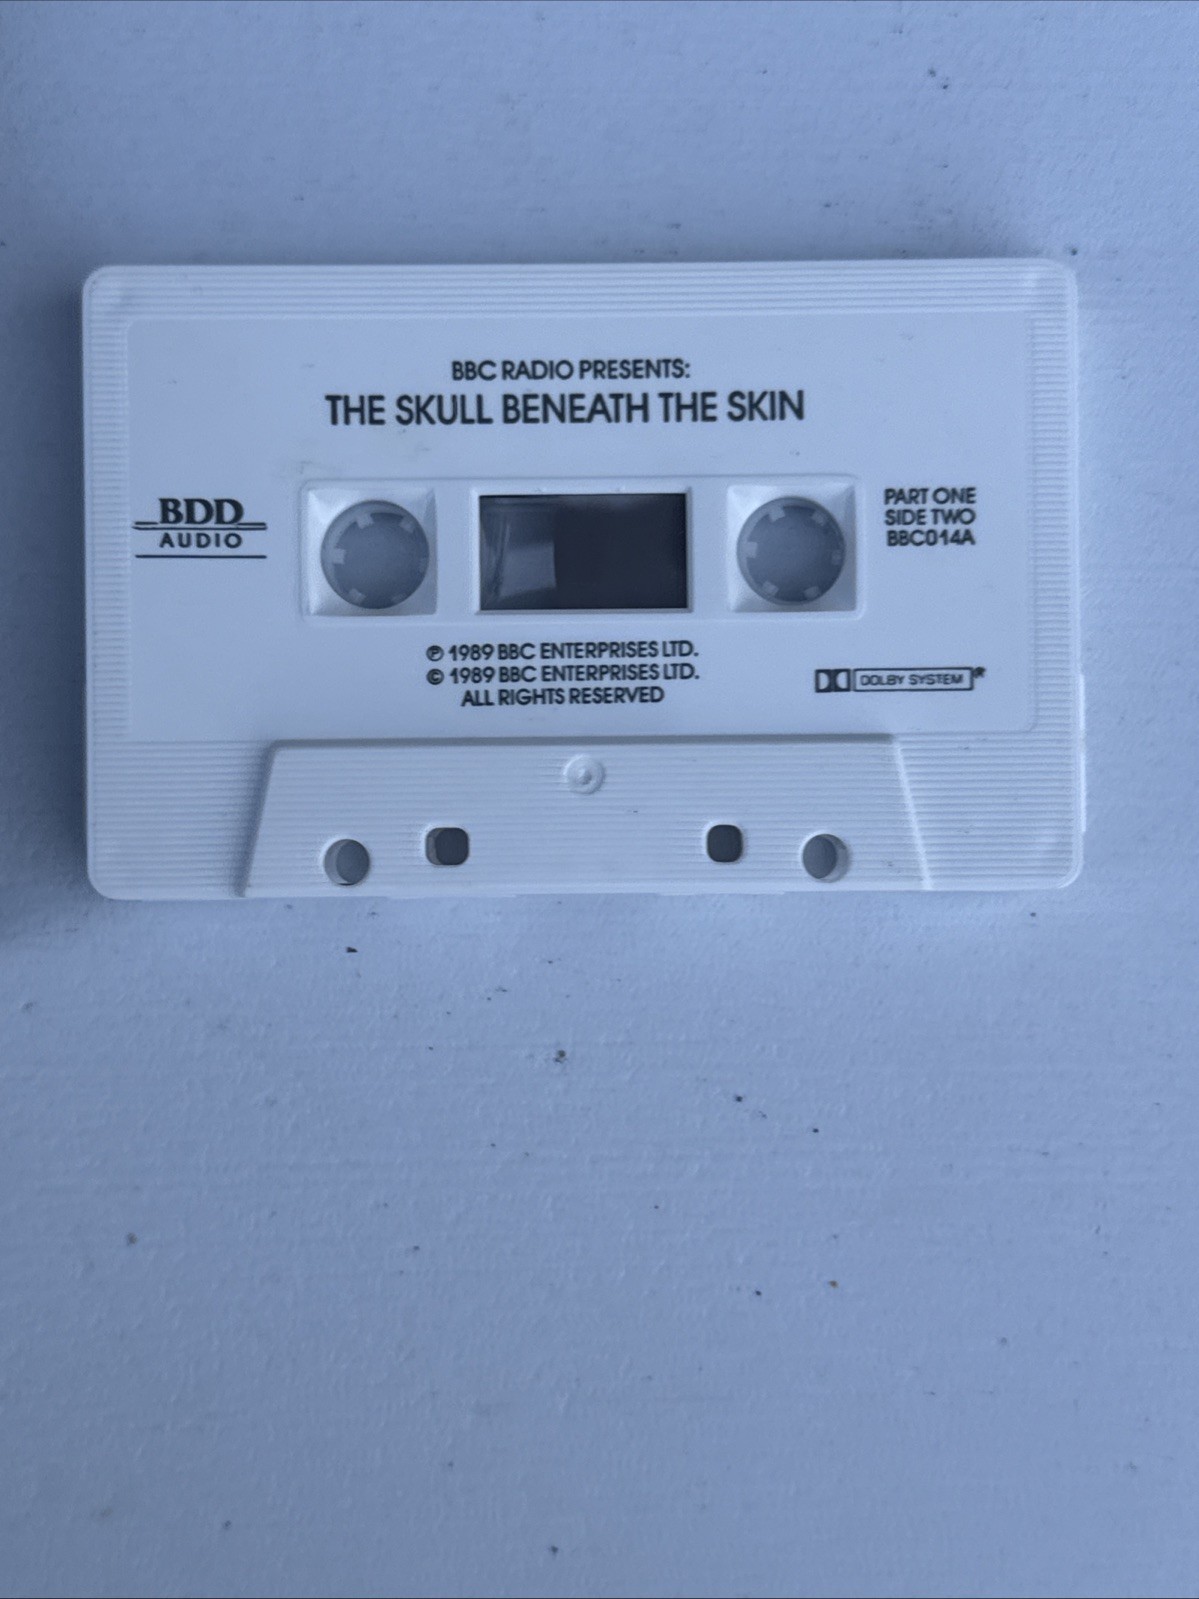 BBC RADIO PRESENTS:
THE SKULL BENEATH THE SKIN
BDD
AUDIO
PART ONE
SIDE TWO
BBC014A
℗ 1989 BBC ENTERPRISES LTD.
© 1989 BBC ENTERPRISES LTD.
ALL RIGHTS RESERVED
DOLBY SYSTEM®